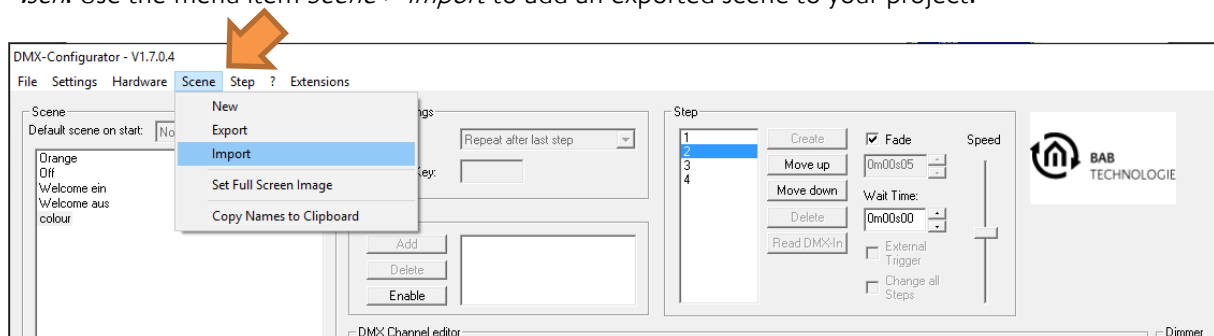 .scn. Use the menu item Scene > Import to add an exported scene to your project.
DMX-Configurator - V1.7.0.4
File Settings Hardware Scene Step ? Extensions
New
Export
Import
Set Full Screen Image
Copy Names to Clipboard
Scene
Default scene on start: No
Orange
Off
Welcome ein
Welcome aus
colour
ngs
Repeat after last step
Key:
Add
Delete
Enable
Step
1
2
3
4
Create
Move up
Move down
Delete
Read DMX-In
Fade
0m00s05
Wait Time:
0m00s00
External
Trigger
Change all
Steps
Speed
BAB
TECHNOLOGIE
DMX Channel editor
Dimmer